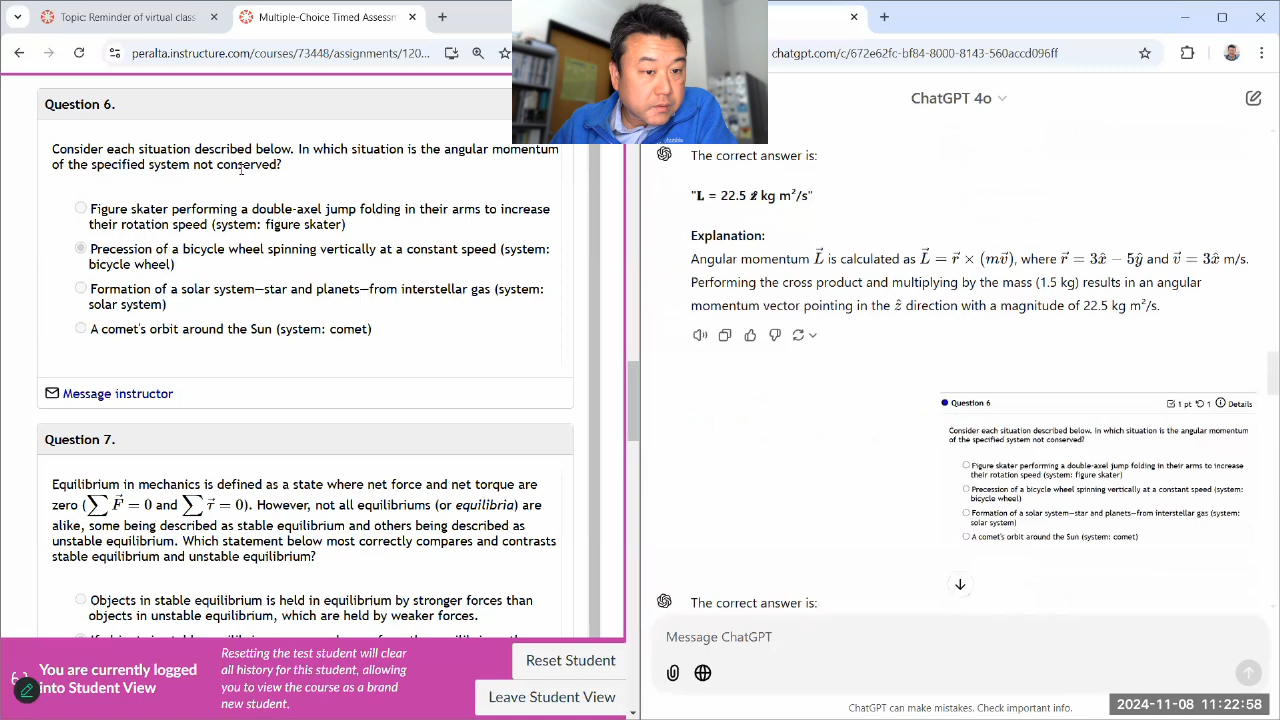 Topic: Reminder of virtual class
Multiple-Choice Timed Assessm
peralta.instructure.com/courses/73448/assignments/120...
chatgpt.com/c/672e62fc-bf84-8000-8143-560accd096ff
Question 6.
Consider each situation described below. In which situation is the angular momentum
of the specified system not conserved?
Figure skater performing a double-axel jump folding in their arms to increase
their rotation speed (system: figure skater)
Precession of a bicycle wheel spinning vertically at a constant speed (system:
bicycle wheel)
Formation of a solar system—star and planets—from interstellar gas (system:
solar system)
A comet's orbit around the Sun (system: comet)
Message instructor
Question 7.
Equilibrium in mechanics is defined as a state where net force and net torque are
zero (∑ F⃗ = 0 and ∑ τ⃗ = 0). However, not all equilibriums (or equilibria) are
alike, some being described as stable equilibrium and others being described as
unstable equilibrium. Which statement below most correctly compares and contrasts
stable equilibrium and unstable equilibrium?
Objects in stable equilibrium is held in equilibrium by stronger forces than
objects in unstable equilibrium, which are held by weaker forces.
You are currently logged
into Student View
Resetting the test student will clear
all history for this student, allowing
you to view the course as a brand
new student.
Reset Student
Leave Student View
ChatGPT 4o
The correct answer is:
"L = 22.5 ẑ kg m²/s"
Explanation:
Angular momentum L⃗ is calculated as L⃗ = r⃗ × (mv⃗), where r⃗ = 3x̂ − 5ŷ and v⃗ = 3x̂ m/s.
Performing the cross product and multiplying by the mass (1.5 kg) results in an
angular momentum vector pointing in the ẑ direction with a magnitude of 22.5 kg m²/s.
Question 6
1 pt
1
Details
Consider each situation described below. In which situation is the angular momentum
of the specified system not conserved?
Figure skater performing a double-axel jump folding in their arms to increase
their rotation speed (system: figure skater)
Precession of a bicycle wheel spinning vertically at a constant speed (system:
bicycle wheel)
Formation of a solar system—star and planets—from interstellar gas (system:
solar system)
A comet's orbit around the Sun (system: comet)
The correct answer is:
Message ChatGPT
ChatGPT can make mistakes. Check important info.
2024-11-08 11:22:58